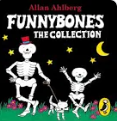 Allan Ahlberg
FUNNYBONES
THE COLLECTION